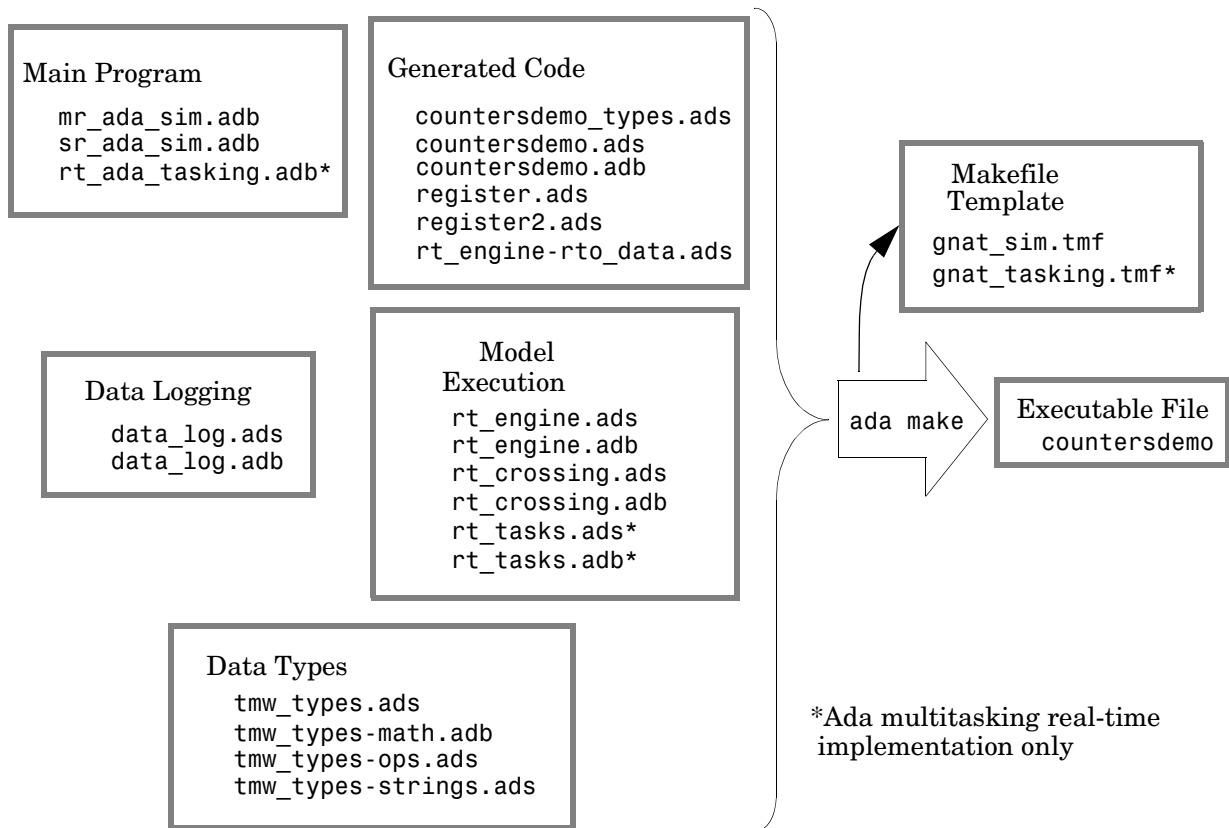 Main Program
mr_ada_sim.adb
sr_ada_sim.adb
rt_ada_tasking.adb*
Generated Code
countersdemo_types.ads
countersdemo.ads
countersdemo.adb
register.ads
register2.ads
rt_engine-rto_data.ads
Makefile
Template
gnat_sim.tmf
gnat_tasking.tmf*
Data Logging
data_log.ads
data_log.adb
Model
Execution
rt_engine.ads
rt_engine.adb
rt_crossing.ads
rt_crossing.adb
rt_tasks.ads*
rt_tasks.adb*
ada make
Executable File
countersdemo
Data Types
tmw_types.ads
tmw_types-math.adb
tmw_types-ops.ads
tmw_types-strings.ads
*Ada multitasking real-time
implementation only